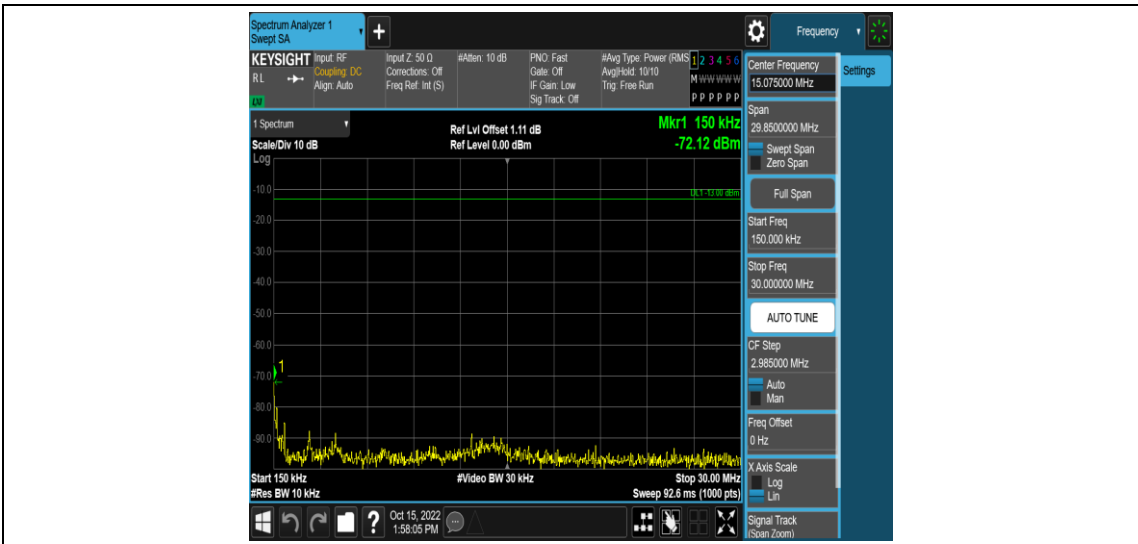 Spectrum Analyzer 1
Swept SA
+
Frequency
KEYSIGHT
RL
LXI
Input: RF
Coupling: DC
Align: Auto
Input Z: 50 Ω
Corrections: Off
Freq Ref: Int (S)
#Atten: 10 dB
PNO: Fast
Gate: Off
IF Gain: Low
Sig Track: Off
#Avg Type: Power (RMS
Avg|Hold: 10/10
Trig: Free Run
1 2 3 4 5 6
M W W W W W
P P P P P P
Center Frequency
15.075000 MHz
Settings
Span
29.8500000 MHz
Swept Span
Zero Span
Full Span
Start Freq
150.000 kHz
Stop Freq
30.000000 MHz
AUTO TUNE
CF Step
2.985000 MHz
Auto
Man
Freq Offset
0 Hz
X Axis Scale
Log
Lin
Signal Track
(Span Zoom)
1 Spectrum
Scale/Div 10 dB
Log
Ref Lvl Offset 1.11 dB
Ref Level 0.00 dBm
Mkr1 150 kHz
-72.12 dBm
DL1 -13.00 dBm
-10.0
-20.0
-30.0
-40.0
-50.0
-60.0
1
-70.0
-80.0
-90.0
Start 150 kHz
#Video BW 30 kHz
Stop 30.00 MHz
#Res BW 10 kHz
Sweep 92.6 ms (1000 pts)
?
Oct 15, 2022
1:58:05 PM